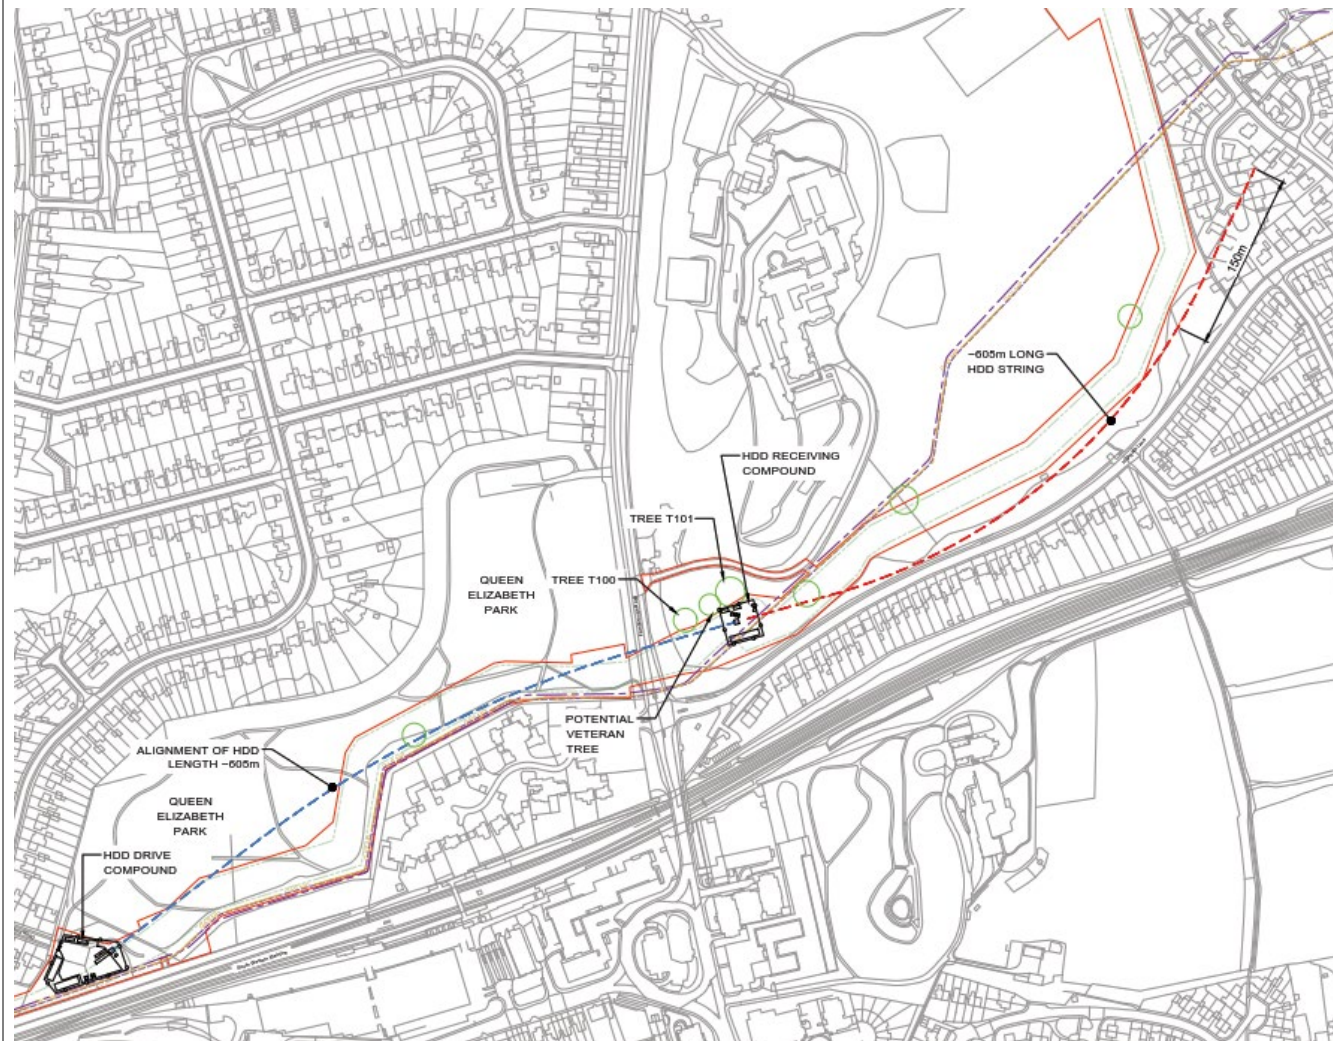 150m
~605m LONG
HDD STRING
HDD RECEIVING
COMPOUND
TREE T101
TREE T100
QUEEN
ELIZABETH
PARK
POTENTIAL
VETERAN
TREE
ALIGNMENT OF HDD
LENGTH ~605m
QUEEN
ELIZABETH
PARK
HDD DRIVE
COMPOUND